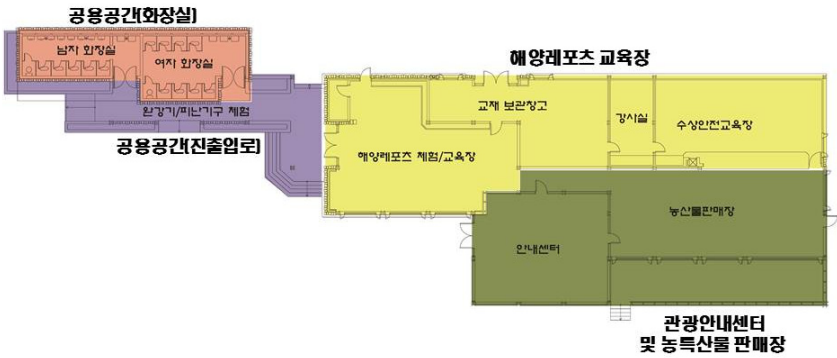 공용공간(화장실)
남자 화장실
여자 화장실
완강기/피난기구 체험
공용공간(진출입로)
해양레포츠 교육장
교재 보관창고
강사실
수상안전교육장
해양레포츠 체험/교육장
농산물판매장
안내센터
관광안내센터
및 농특산물 판매장